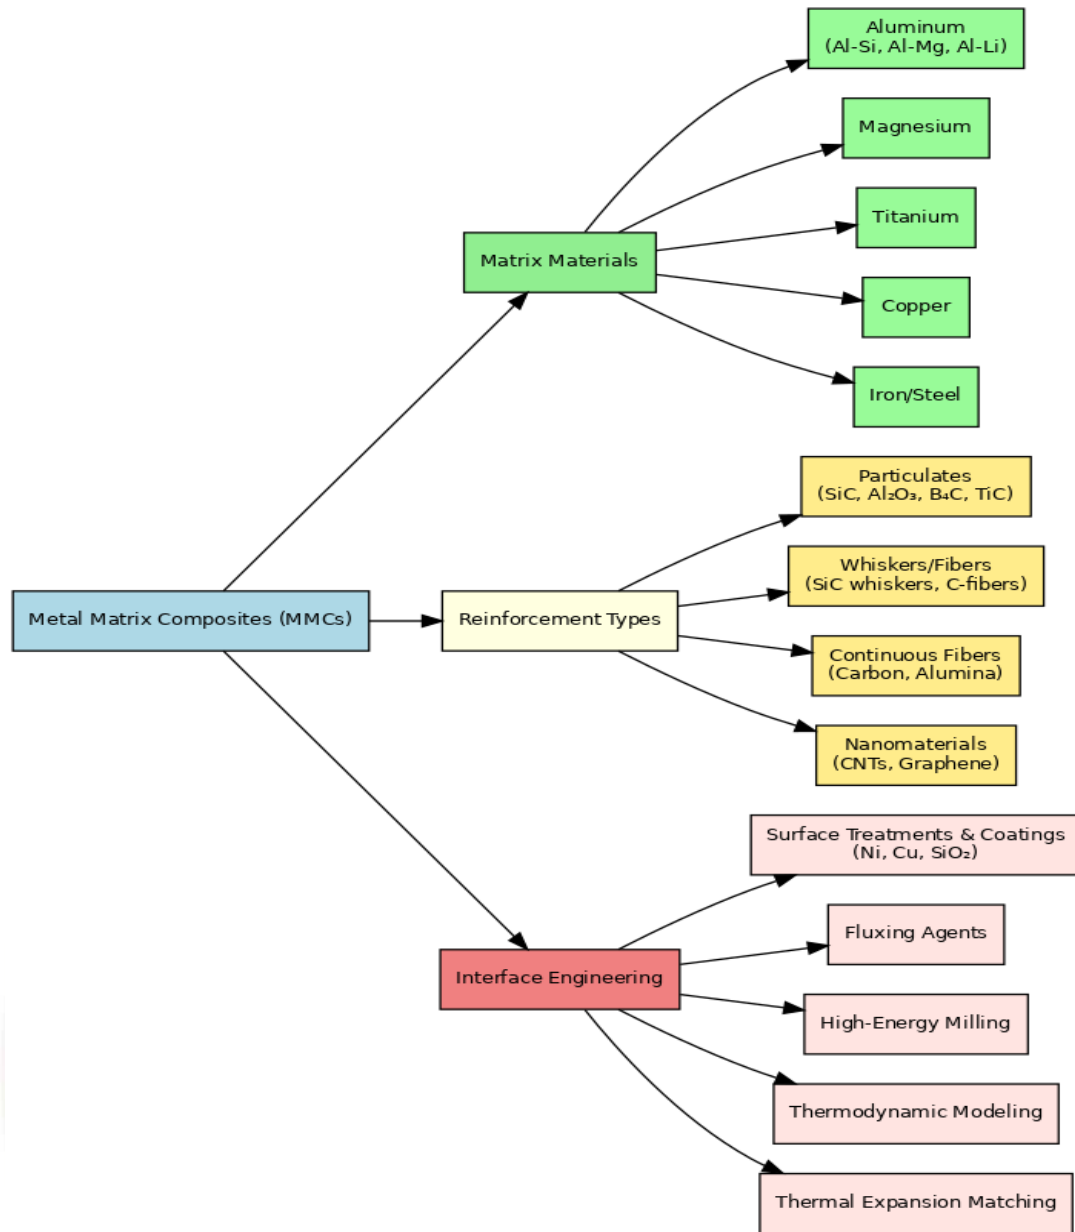 Aluminum
(Al-Si, Al-Mg, Al-Li)
Magnesium
Titanium
Matrix Materials
Copper
Iron/Steel
Particulates
(SiC, Al₂O₃, B₄C, TiC)
Whiskers/Fibers
(SiC whiskers, C-fibers)
Metal Matrix Composites (MMCs)
Reinforcement Types
Continuous Fibers
(Carbon, Alumina)
Nanomaterials
(CNTs, Graphene)
Surface Treatments & Coatings
(Ni, Cu, SiO₂)
Fluxing Agents
Interface Engineering
High-Energy Milling
Thermodynamic Modeling
Thermal Expansion Matching